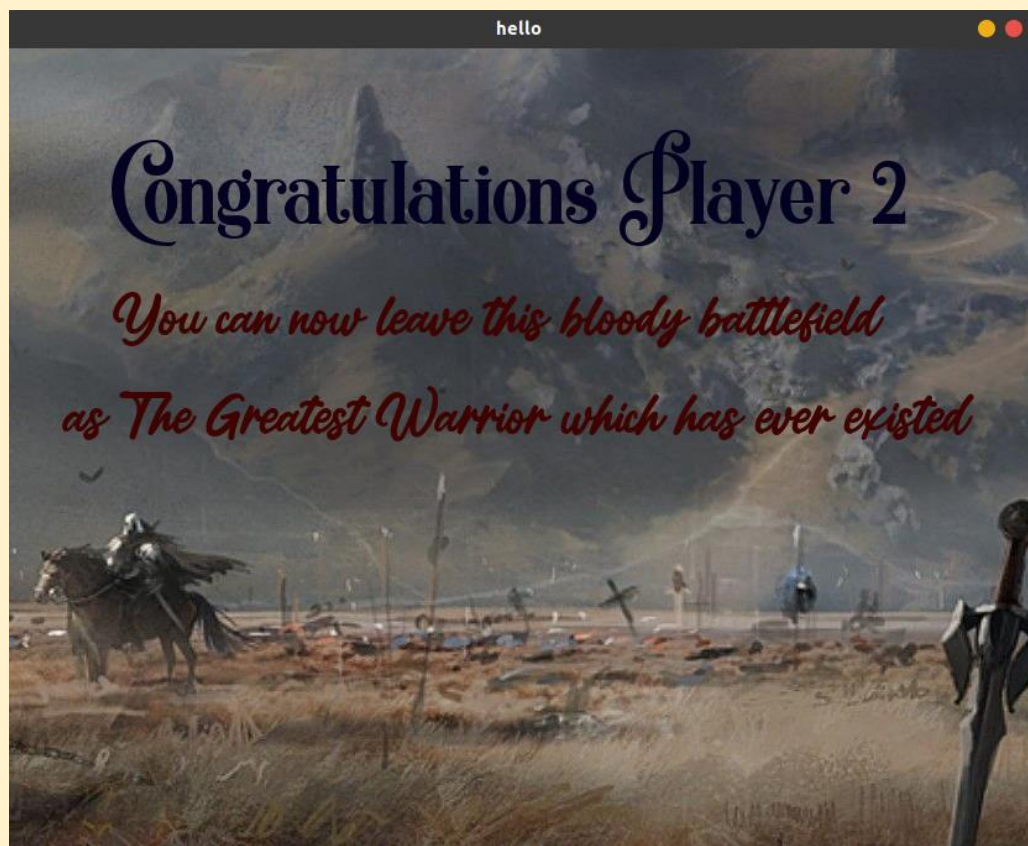 hello
Congratulations Player 2
You can now leave this bloody battlefield
as The Greatest Warrior which has ever existed